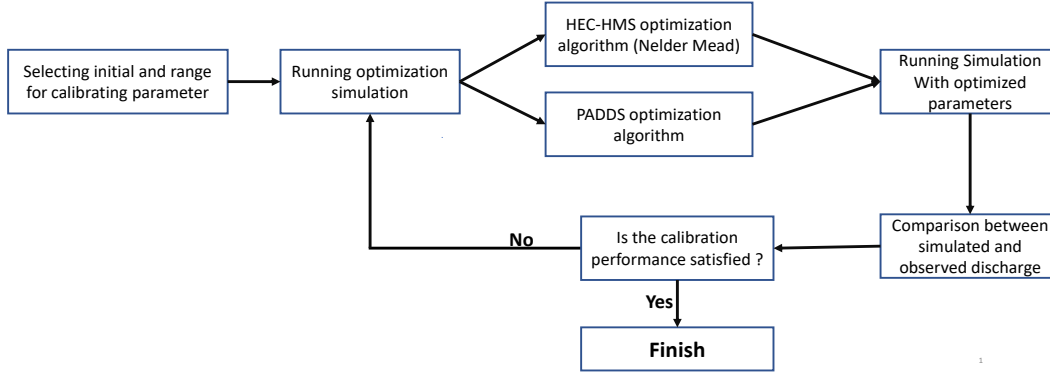 HEC-HMS optimization
algorithm (Nelder Mead)
Selecting initial and range
for calibrating parameter
Running optimization
simulation
PADDS optimization
algorithm
Running Simulation
With optimized
parameters
Comparison between
simulated and
observed discharge
Is the calibration
performance satisfied ?
No
Yes
Finish
1